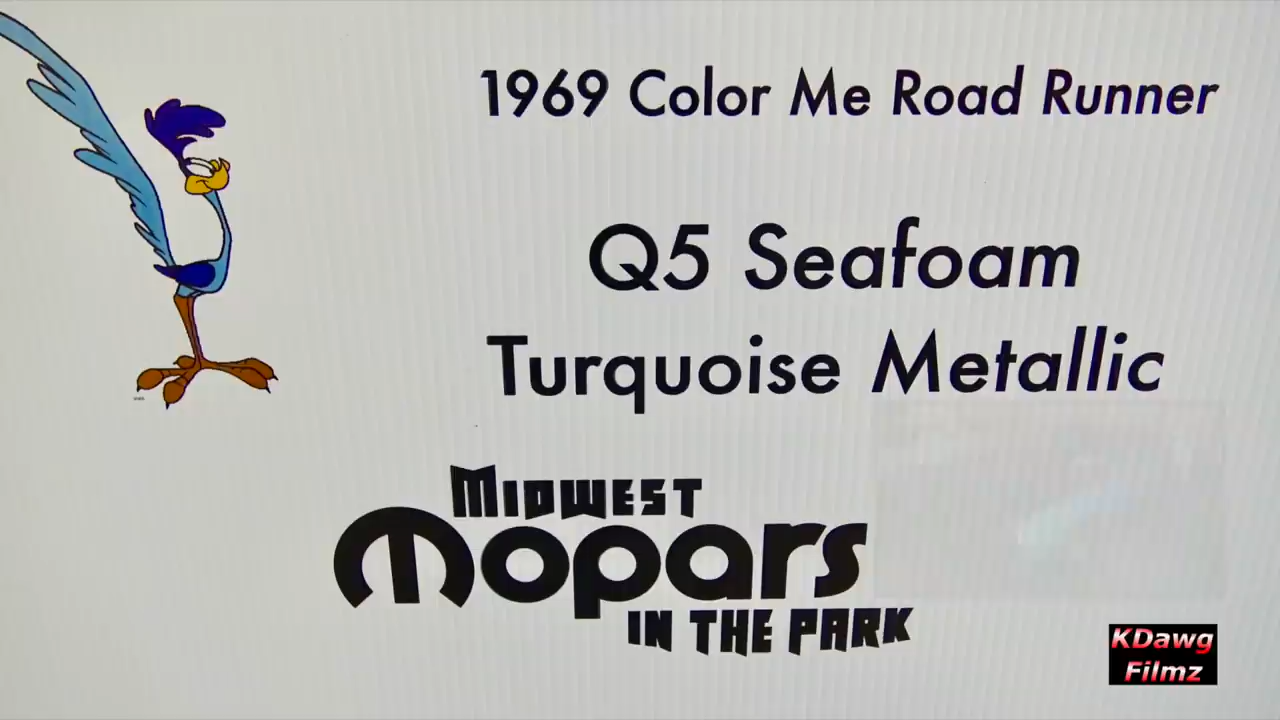 1969 Color Me Road Runner
Q5 Seafoam
Turquoise Metallic
MIDWEST
mopars
IN THE PARK
KDawg
Filmz